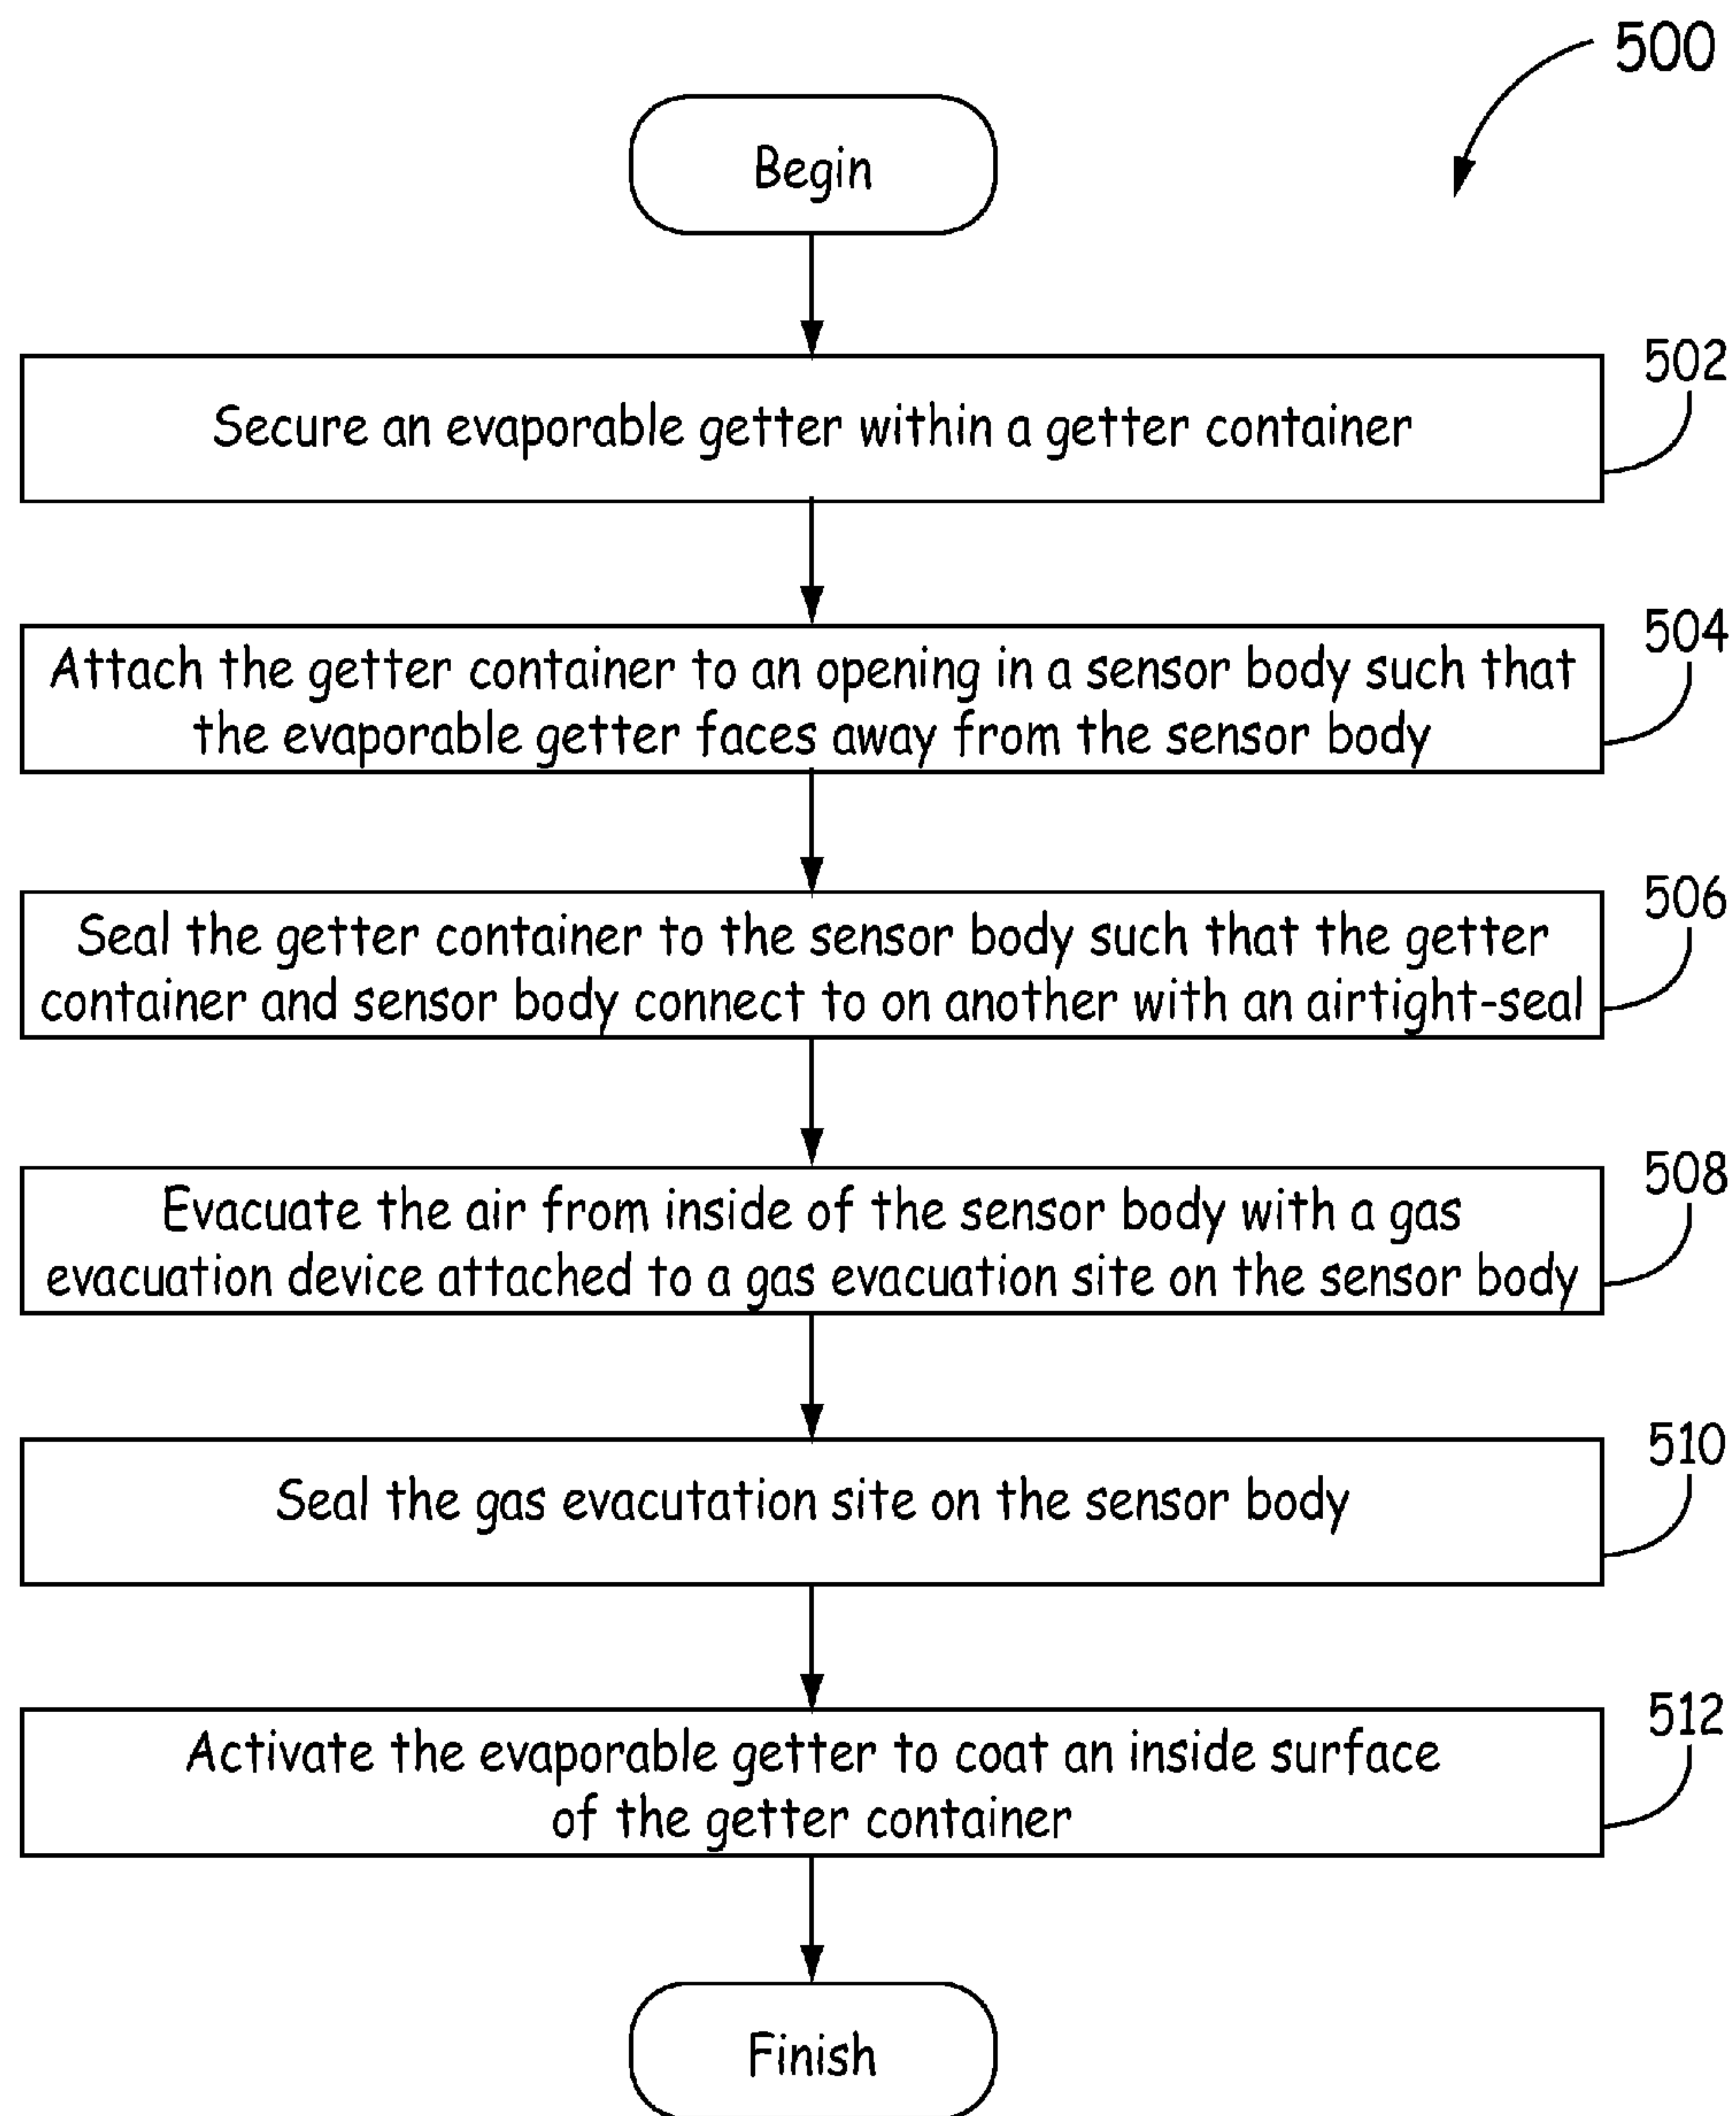 500
Begin
502
Secure an evaporable getter within a getter container
504
Attach the getter container to an opening in a sensor body such that
the evaporable getter faces away from the sensor body
506
Seal the getter container to the sensor body such that the getter
container and sensor body connect to on another with an airtight-seal
508
Evacuate the air from inside of the sensor body with a gas
evacuation device attached to a gas evacuation site on the sensor body
510
Seal the gas evacutation site on the sensor body
512
Activate the evaporable getter to coat an inside surface
of the getter container
Finish